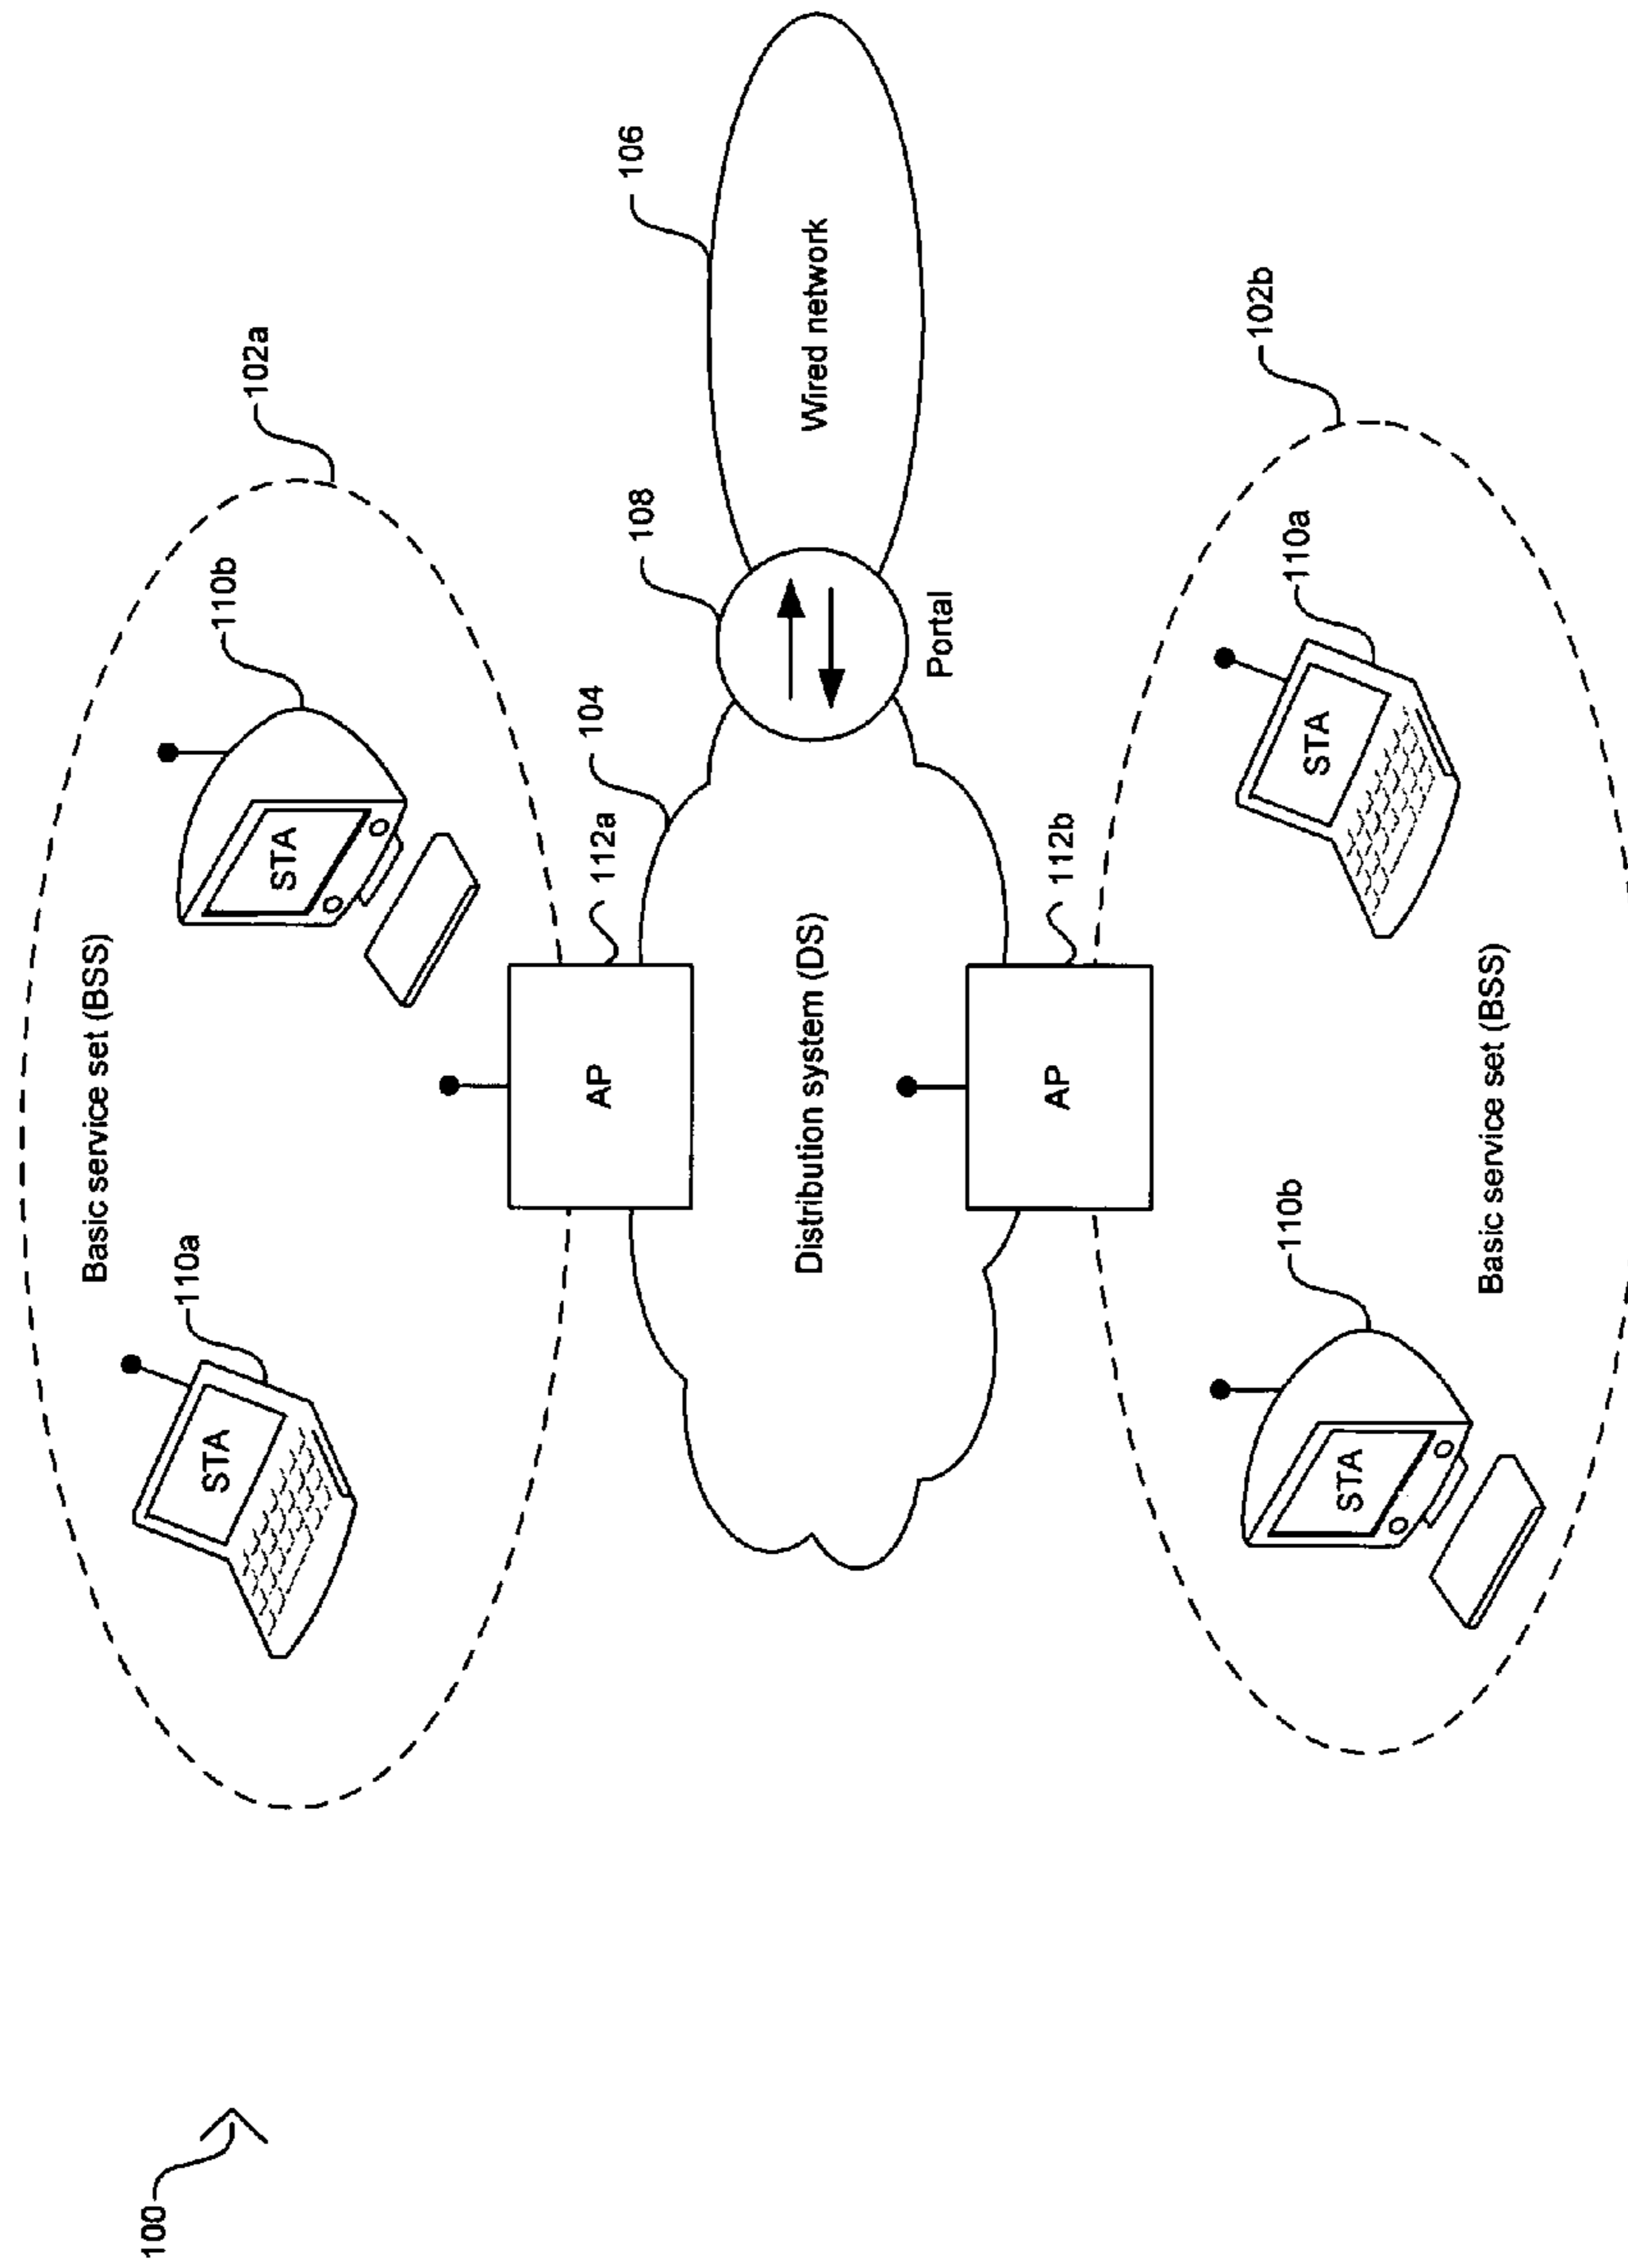 Basic service set (BSS)
100
110a
110b
102a
STA
STA
AP
112a
104
108
106
Distribution system (DS)
Wired network
Portal
AP
112b
102b
110b
110a
STA
STA
Basic service set (BSS)